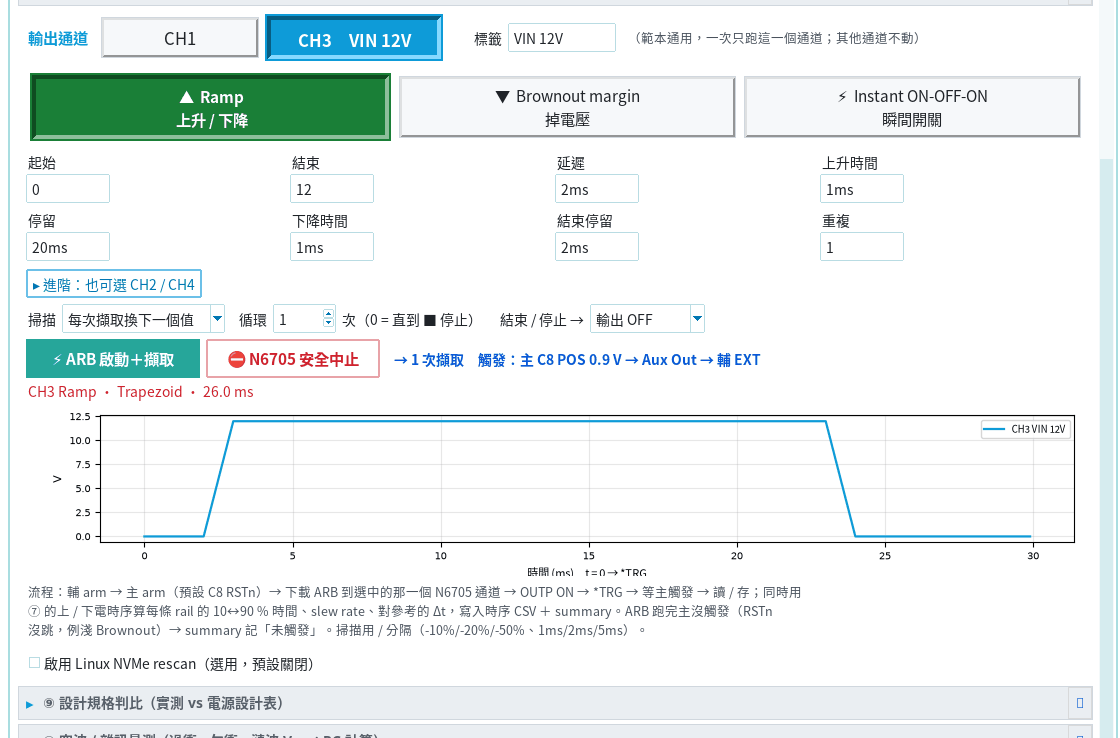 輸出通道 CH1 CH3 VIN 12V 標籤 VIN 12V （範本通用，一次只跑這一個通道；其他通道不動）
▲ Ramp
上升 / 下降
▼ Brownout margin
掉電壓
⚡ Instant ON-OFF-ON
瞬間開關
起始 結束 延遲 上升時間
0 12 2ms 1ms
停留 下降時間 結束停留 重複
20ms 1ms 2ms 1
▸ 進階：也可選 CH2 / CH4
掃描 每次擷取換下一個值 循環 1 次（0 = 直到 ■ 停止） 結束 / 停止 → 輸出 OFF
⚡ ARB 啟動＋擷取 ⛔ N6705 安全中止 → 1 次擷取 觸發：主 C8 POS 0.9 V → Aux Out → 輔 EXT
CH3 Ramp · Trapezoid · 26.0 ms
12.5
10.0
7.5
5.0
2.5
0.0
V
CH3 VIN 12V
0 5 10 15 20 25 30
時間 (ms) t = 0 → *TRG
流程：輔 arm → 主 arm（預設 C8 RSTn）→ 下載 ARB 到選中的那一個 N6705 通道 → OUTP ON → *TRG → 等主觸發 → 讀 / 存；同時用
⑦ 的上 / 下電時序算每條 rail 的 10↔90 % 時間、slew rate、對參考的 Δt，寫入時序 CSV ＋ summary。ARB 跑完主沒觸發（RSTn
沒跳，例淺 Brownout）→ summary 記「未觸發」。掃描用 / 分隔（-10%/-20%/-50%、1ms/2ms/5ms）。
啟用 Linux NVMe rescan（選用，預設關閉）
▸ ⑨ 設計規格判比（實測 vs 電源設計表）